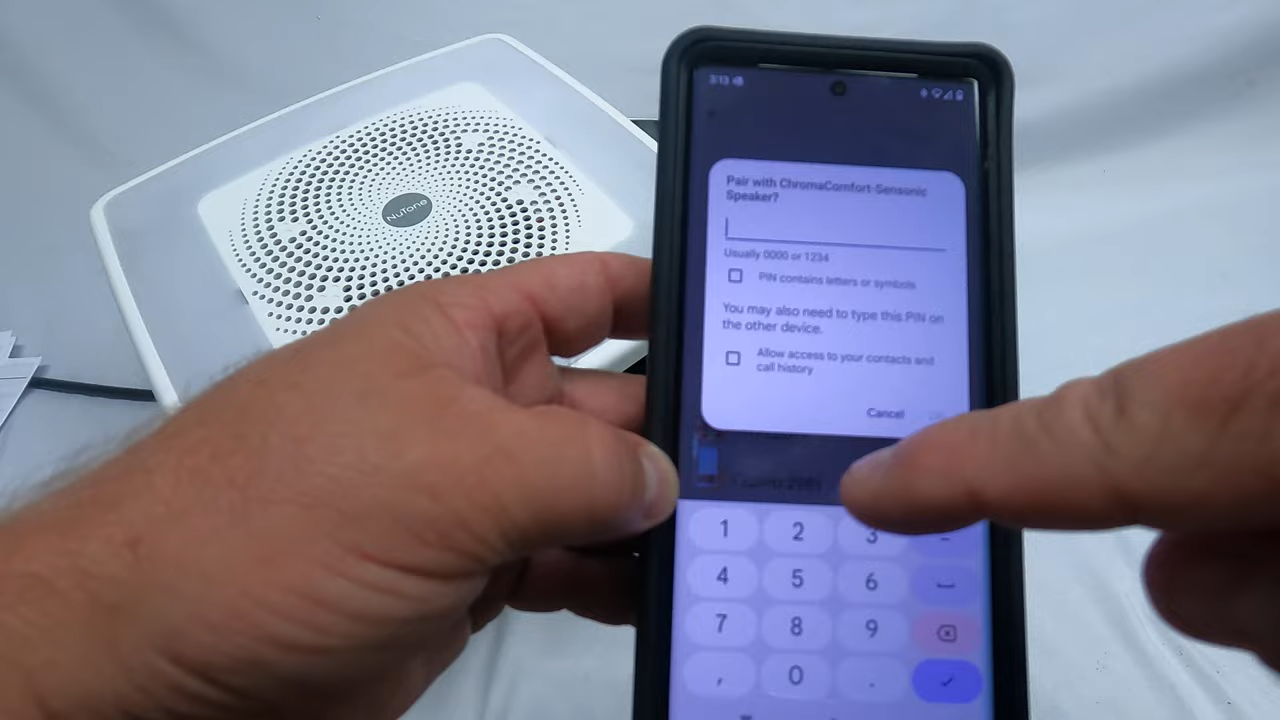 3:13
NuTone
Pair with ChromaComfort-Sensonic
Speaker?
Usually 0000 or 1234
PIN contains letters or symbols
You may also need to type this PIN on
the other device.
Allow access to your contacts and
call history
Cancel
1 2 3 -
4 5 6
7 8 9
, 0 .